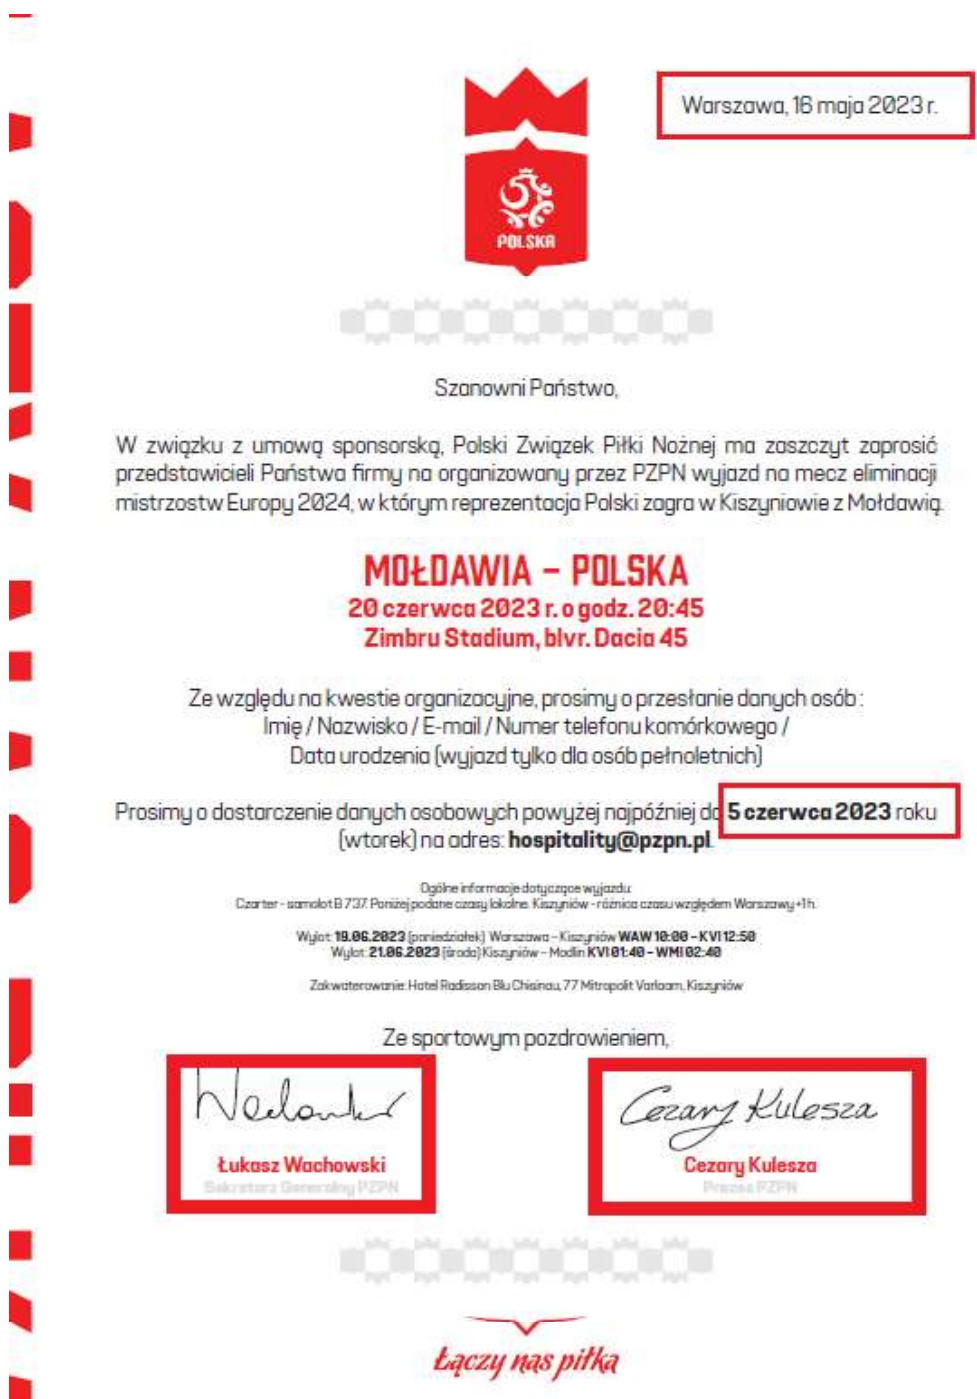 Warszawa, 16 maja 2023 r.
POLSKA
Szanowni Państwo,
W związku z umową sponsorską, Polski Związek Piłki Nożnej ma zaszczyt zaprosić
przedstawicieli Państwa firmy na organizowany przez PZPN wyjazd na mecz eliminacji
mistrzostw Europy 2024, w którym reprezentacja Polski zagra w Kiszyniowie z Mołdawią.
MOŁDAWIA – POLSKA
20 czerwca 2023 r. o godz. 20:45
Zimbru Stadium, blvr. Dacia 45
Ze względu na kwestie organizacyjne, prosimy o przesłanie danych osób :
Imię / Nazwisko / E-mail / Numer telefonu komórkowego /
Data urodzenia (wyjazd tylko dla osób pełnoletnich)
Prosimy o dostarczenie danych osobowych powyżej najpóźniej do 5 czerwca 2023 roku
(wtorek) na adres: hospitality@pzpn.pl.
Ogólne informacje dotyczące wyjazdu:
Czarter - samolot B 737. Poniżej podane czasy lokalne. Kiszyniów - różnica czasu względem Warszawy +1 h.
Wylot: 19.06.2023 (poniedziałek) Warszawa – Kiszyniów WAW 10:00 – KVI 12:50
Wylot: 21.06.2023 (środa) Kiszyniów – Modlin KVI 01:40 – WMI 02:40
Zakwaterowanie: Hotel Radisson Blu Chisinau, 77 Mitropolit Varlaam, Kiszyniów
Ze sportowym pozdrowieniem,
Cezary Kulesza
Łukasz Wachowski
Cezary Kulesza
Sekretarz Generalny PZPN
Prezes PZPN
Łączy nas piłka